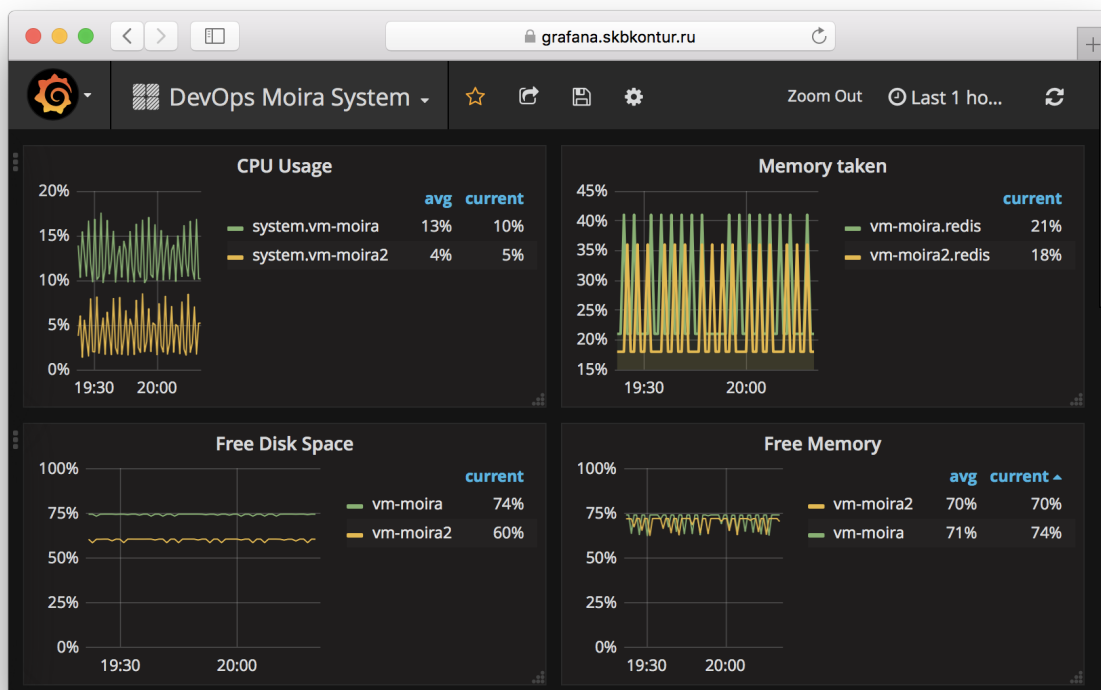 grafana.skbkontur.ru
DevOps Moira System
Zoom Out
Last 1 ho...
CPU Usage
20%
15%
10%
5%
0%
19:30 20:00
avg current
system.vm-moira 13% 10%
system.vm-moira2 4% 5%
Memory taken
45%
40%
35%
30%
25%
20%
15%
19:30 20:00
current
vm-moira.redis 21%
vm-moira2.redis 18%
Free Disk Space
100%
75%
50%
25%
0%
19:30 20:00
current
vm-moira 74%
vm-moira2 60%
Free Memory
100%
75%
50%
25%
0%
19:30 20:00
avg current
vm-moira2 70% 70%
vm-moira 71% 74%